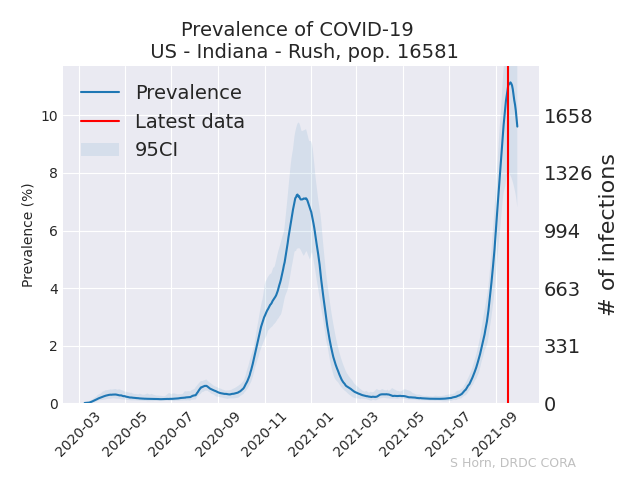 Prevalence of COVID-19
US - Indiana - Rush, pop. 16581
Prevalence
Latest data
95CI
Prevalence (%)
10
8
6
4
2
0
1658
1326
994
663
331
0
# of infections
2020-03
2020-05
2020-07
2020-09
2020-11
2021-01
2021-03
2021-05
2021-07
2021-09
S Horn, DRDC CORA